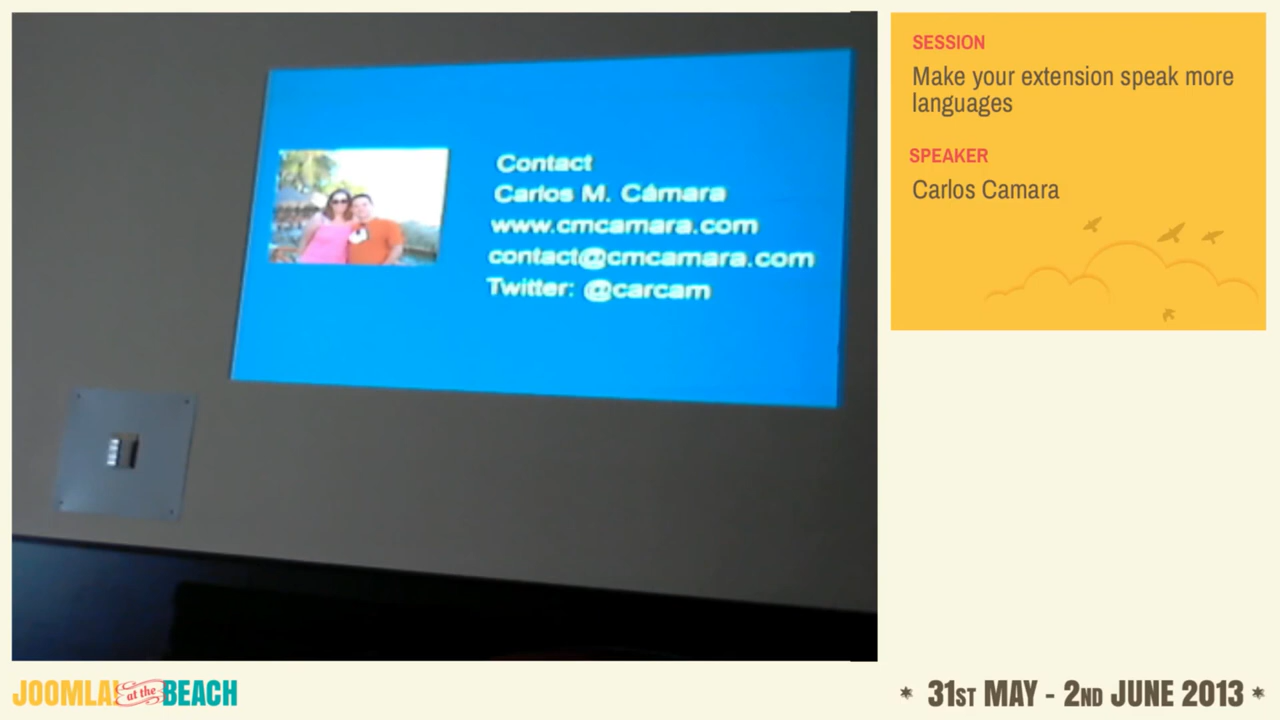 Contact
Carlos M. Cámara
www.cmcamara.com
contact@cmcamara.com
Twitter: @carcam
SESSION
Make your extension speak more
languages
SPEAKER
Carlos Camara
JOOMLA! at the BEACH
* 31ST MAY - 2ND JUNE 2013 *